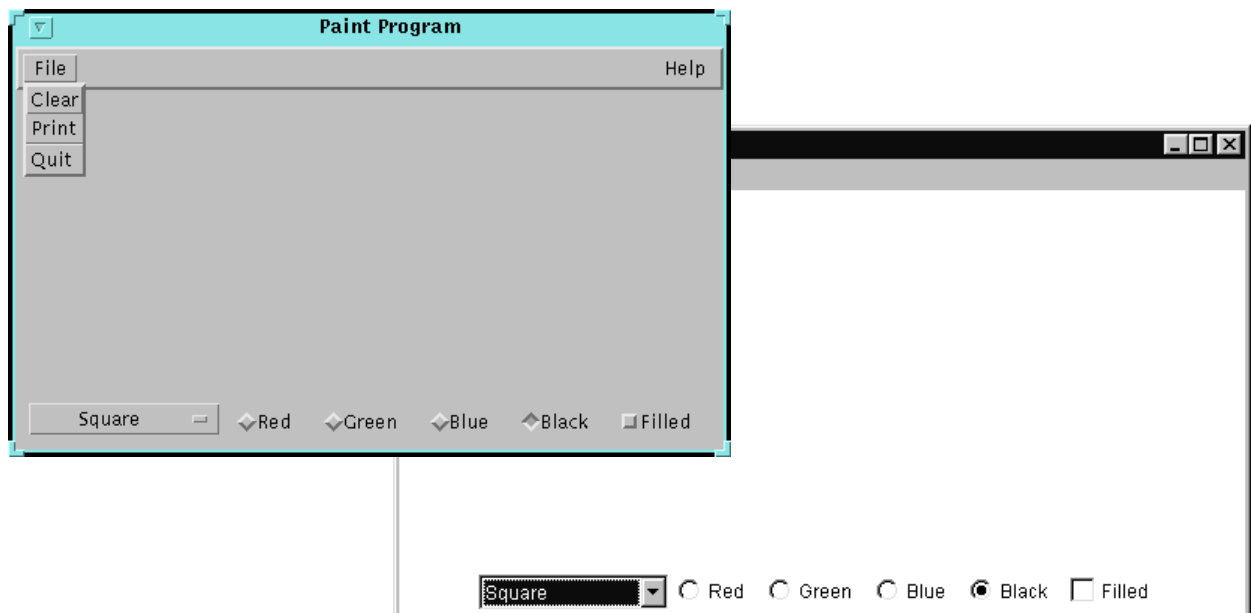 Paint Program
File Help
Clear
Print
Quit
Square Red Green Blue Black Filled
Square Red Green Blue Black Filled